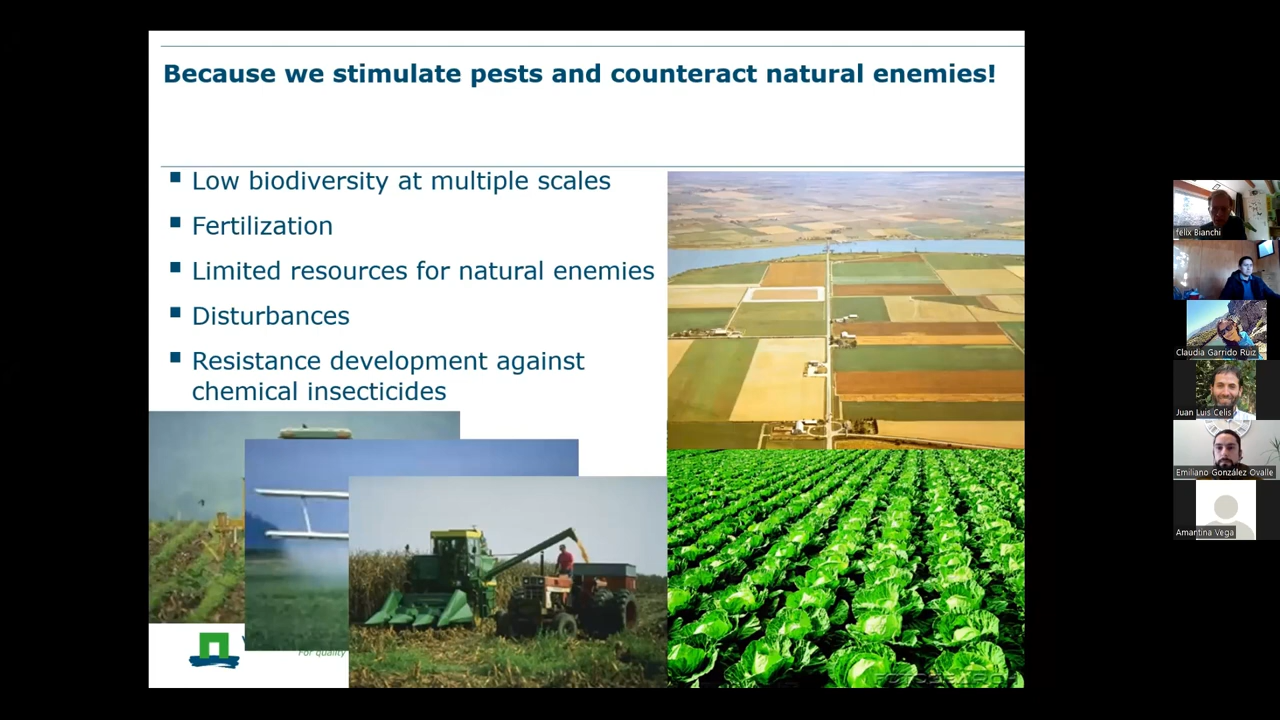 Because we stimulate pests and counteract natural enemies!
Low biodiversity at multiple scales
Fertilization
Limited resources for natural enemies
Disturbances
Resistance development against
chemical insecticides
For quality
félix Bianchi
Claudia Garrido Ruiz
Juan Luis Celis
Emiliano González Ovalle
Amantina Vega